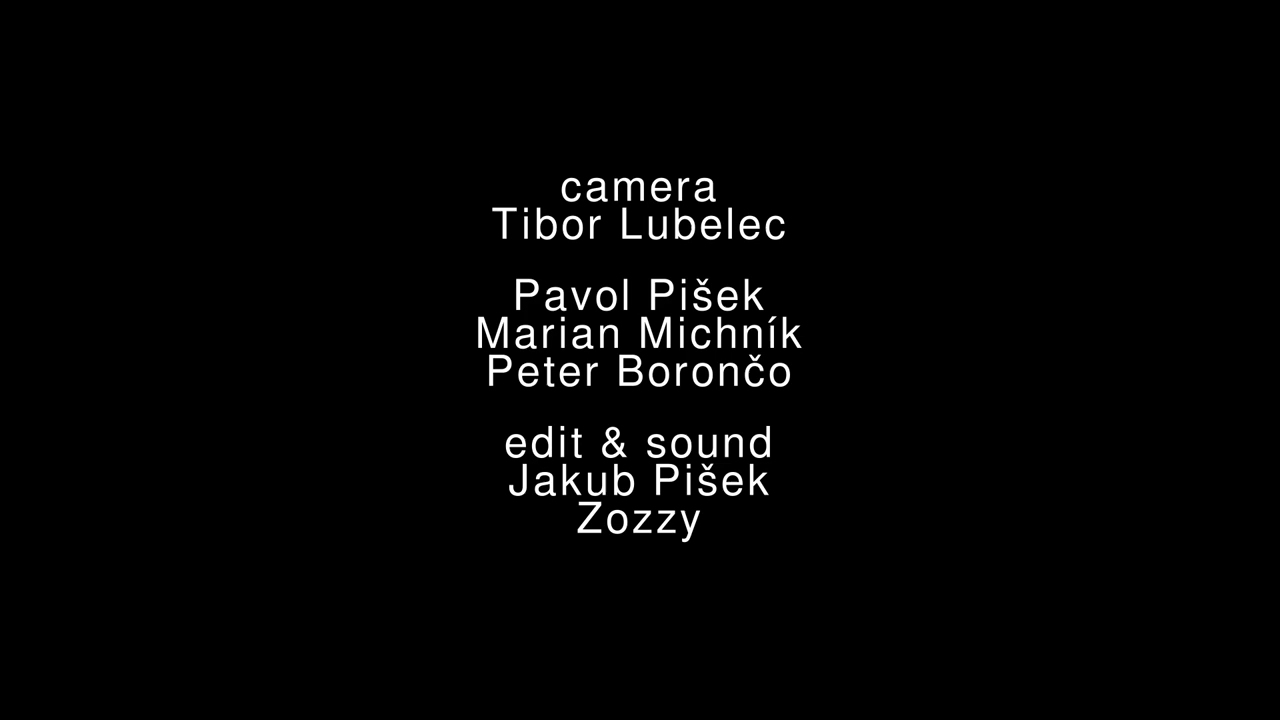 camera
Tibor Lubelec
Pavol Pišek
Marian Michník
Peter Borončo
edit & sound
Jakub Pišek
Zozzy